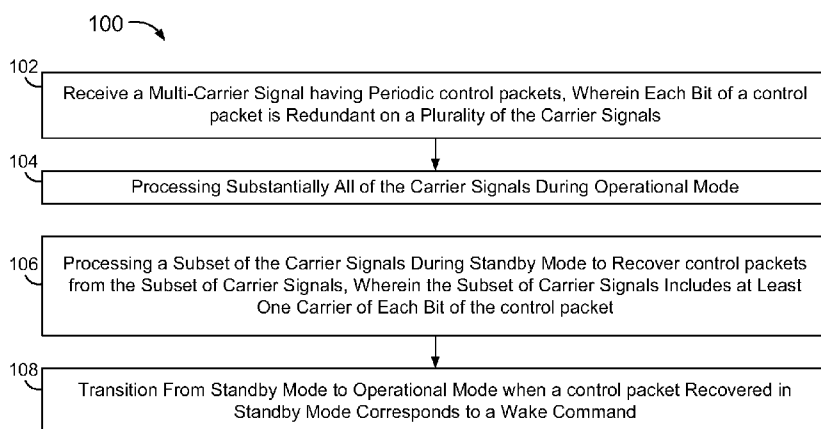 100
102
Receive a Multi-Carrier Signal having Periodic control packets, Wherein Each Bit of a control
packet is Redundant on a Plurality of the Carrier Signals
104
Processing Substantially All of the Carrier Signals During Operational Mode
106
Processing a Subset of the Carrier Signals During Standby Mode to Recover control packets
from the Subset of Carrier Signals, Wherein the Subset of Carrier Signals Includes at Least
One Carrier of Each Bit of the control packet
108
Transition From Standby Mode to Operational Mode when a control packet Recovered in
Standby Mode Corresponds to a Wake Command